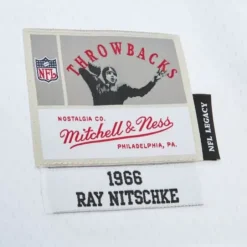 THROWBACKS
NFL
NOSTALGIA CO.
Mitchell & Ness
PHILADELPHIA, PA.
NFL LEGACY
1966
RAY NITSCHKE